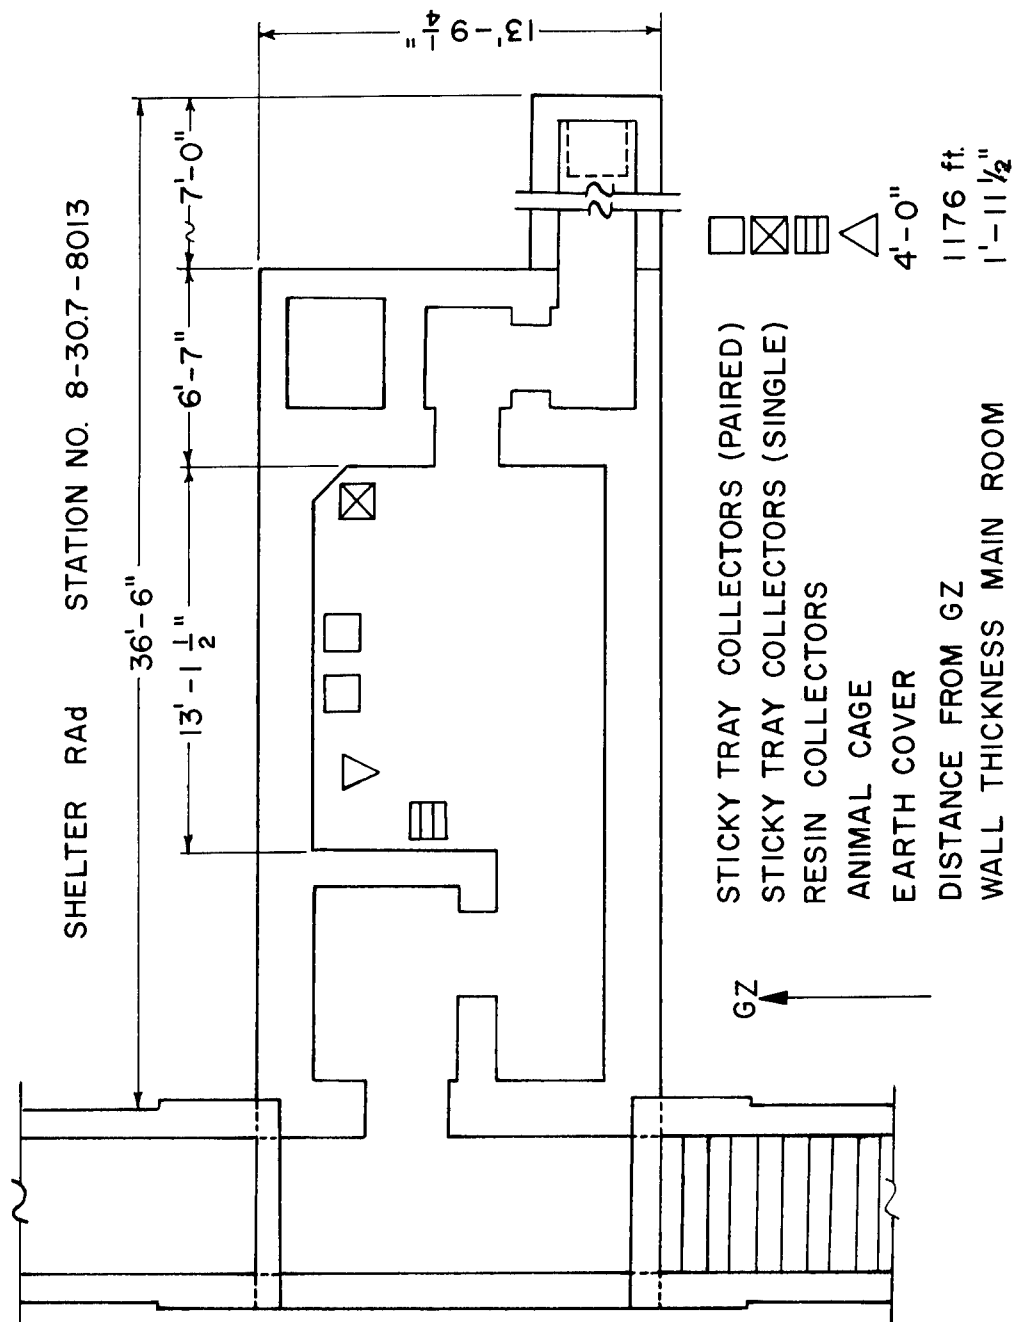 SHELTER RAd STATION NO. 8-30.7-8013
36'-6"
13'-1 1/2"
6'-7"
~ 7'-0"
13'-9 1/4"
GZ
STICKY TRAY COLLECTORS (PAIRED)
STICKY TRAY COLLECTORS (SINGLE)
RESIN COLLECTORS
ANIMAL CAGE
EARTH COVER 4'-0"
DISTANCE FROM GZ 1176 ft.
WALL THICKNESS MAIN ROOM 1'-11 1/2"